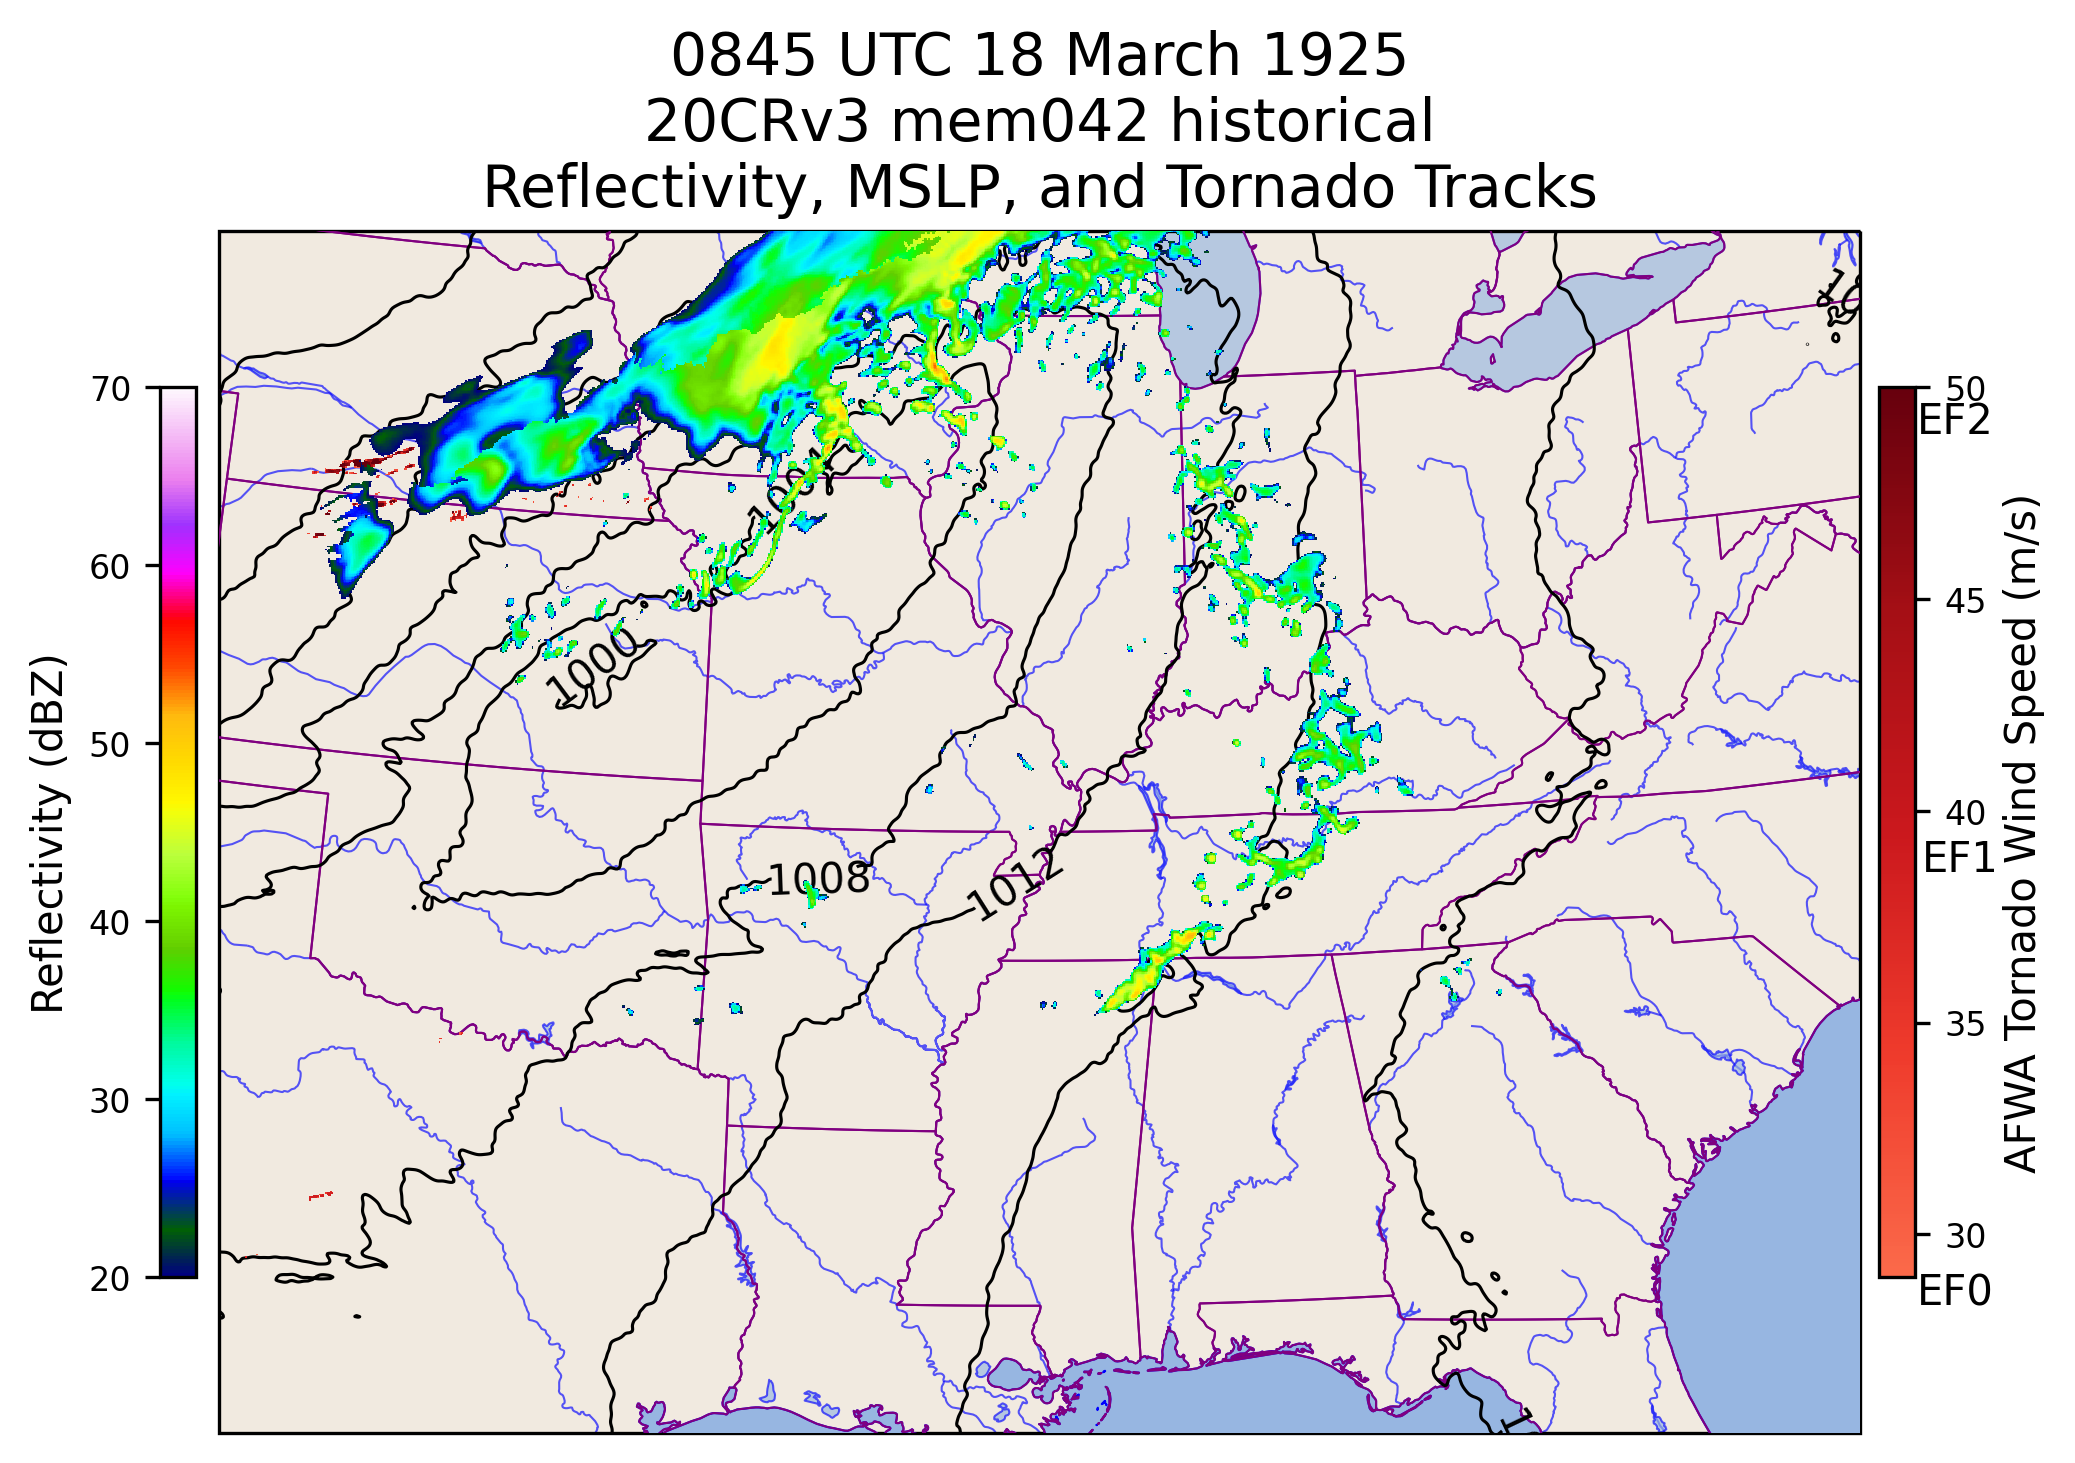 0845 UTC 18 March 1925
20CRv3 mem042 historical
Reflectivity, MSLP, and Tornado Tracks
Reflectivity (dBZ)
70
60
50
40
30
20
1004
1000
1008
1012
AFWA Tornado Wind Speed (m/s)
50
EF2
45
40
EF1
35
30
EF0